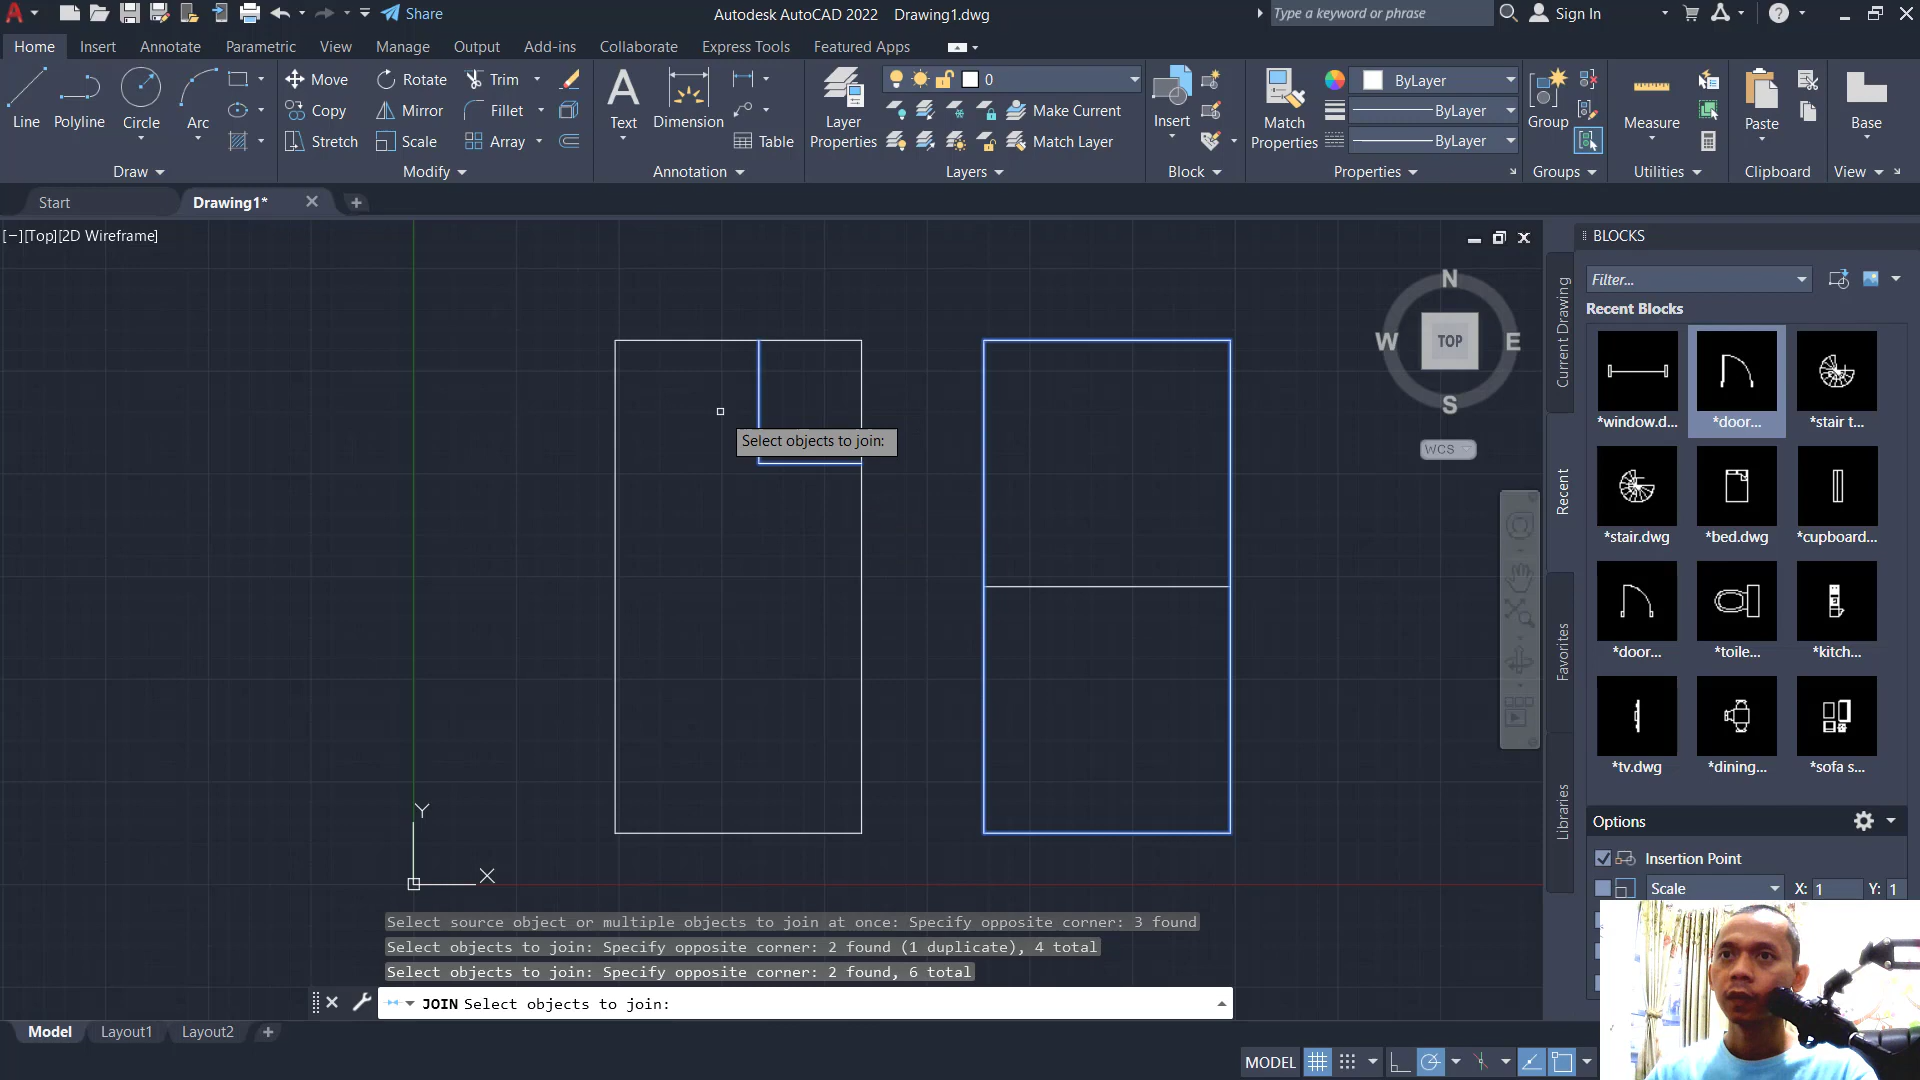 Share
Autodesk AutoCAD 2022 Drawing1.dwg
Type a keyword or phrase
Sign In
Home Insert Annotate Parametric View Manage Output Add-ins Collaborate Express Tools Featured Apps
Line Polyline Circle Arc
Draw
Move Rotate Trim
Copy Mirror Fillet
Stretch Scale Array
Modify
Text Dimension Table
Annotation
Layer Properties
0
Make Current
Match Layer
Layers
Insert
Block
Match Properties
ByLayer
ByLayer
ByLayer
Properties
Group
Groups
Measure
Utilities
Paste
Clipboard
Base
View
Start Drawing1*
[−][Top][2D Wireframe]
N
W TOP E
S
WCS
Select objects to join:
Y
X
Current Drawing
Recent
Favorites
Libraries
BLOCKS
Filter...
Recent Blocks
*window.d... *door... *stair t...
*stair.dwg *bed.dwg *cupboard...
*door... *toile... *kitch...
*tv.dwg *dining... *sofa s...
Options
Insertion Point
Scale X: 1 Y: 1
Select source object or multiple objects to join at once: Specify opposite corner: 3 found
Select objects to join: Specify opposite corner: 2 found (1 duplicate), 4 total
Select objects to join: Specify opposite corner: 2 found, 6 total
JOIN Select objects to join:
Model Layout1 Layout2
MODEL